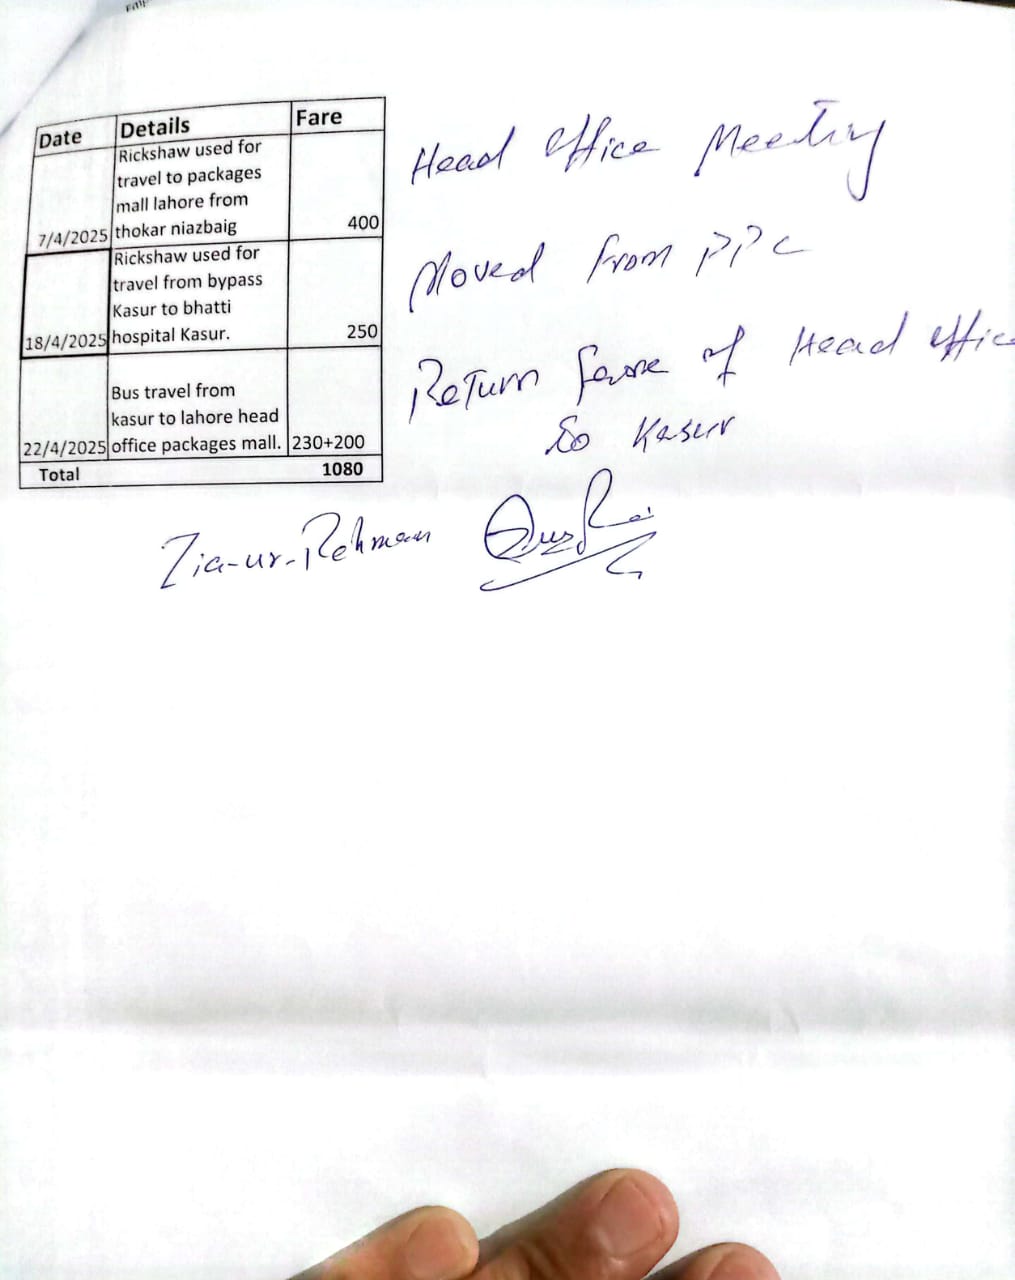 Date Details Fare
Rickshaw used for
travel to packages
mall lahore from
7/4/2025 thokar niazbaig 400
Head Office Meeting
Rickshaw used for
travel from bypass
Kasur to bhatti
18/4/2025 hospital Kasur. 250
Moved from PPC
Bus travel from
kasur to lahore head
22/4/2025 office packages mall. 230+200
Return fare of Head Office
to Kasur
Total 1080
Zia-ur-Rehman